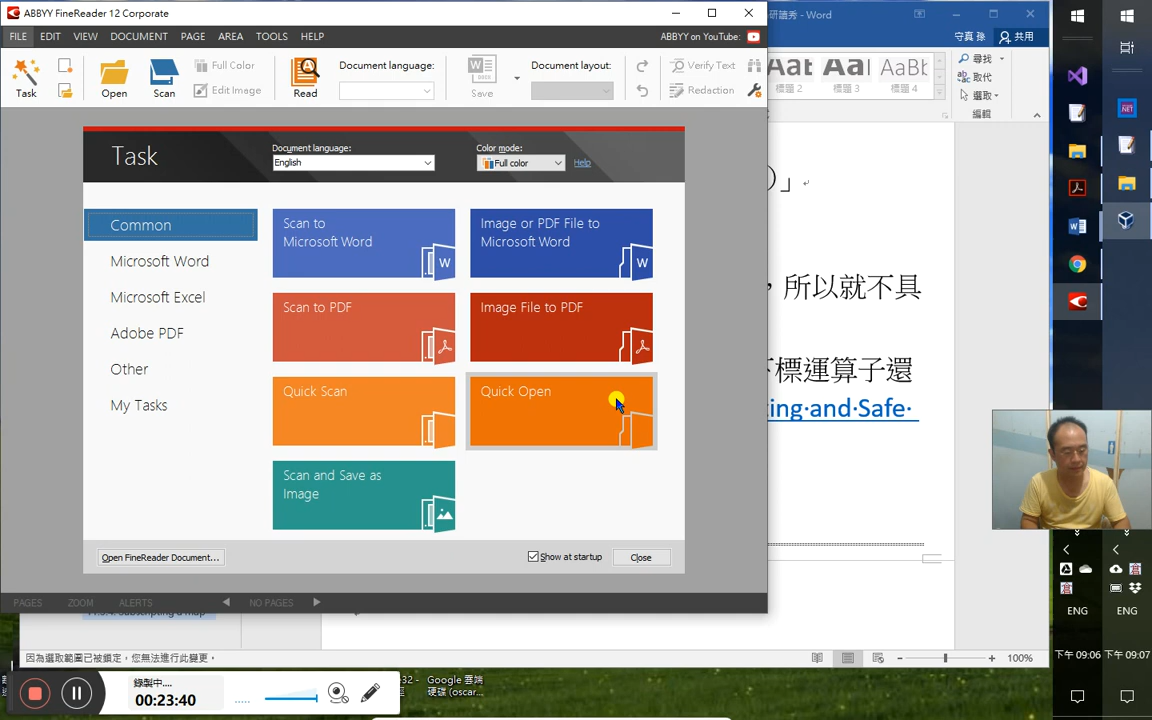 ABBYY FineReader 12 Corporate
研讀秀 - Word
FILE EDIT VIEW DOCUMENT PAGE AREA TOOLS HELP
ABBYY on YouTube:
守真 孫
共用
Task
Open
Scan
Full Color
Edit Image
Read
Document language:
Save
Document layout:
Verify Text
Redaction
AaBb
標題 2
標題 3
標題 4
尋找
取代
選取
編輯
Task
Document language:
English
Color mode:
Full color
Help
Common
Microsoft Word
Microsoft Excel
Adobe PDF
Other
My Tasks
Scan to
Microsoft Word
Image or PDF File to
Microsoft Word
Scan to PDF
Image File to PDF
Quick Scan
Quick Open
Scan and Save as
Image
Open FineReader Document...
Show at startup
Close
)」
，所以就不具
標運算子還
ing·and·Safe·
PAGES ZOOM ALERTS NO PAGES
11.3.4. Subscripting a map
因為選取範圍已被鎖定，您無法進行此變更。
100%
ENG
ENG
下午 09:06
下午 09:07
錄製中...
00:23:40
Google 雲端
硬碟 (oscar...